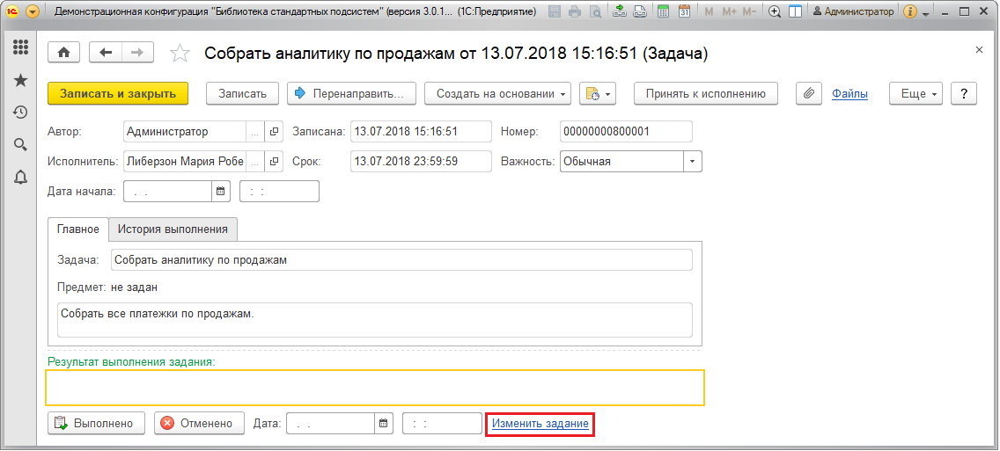 Демонстрационная конфигурация "Библиотека стандартных подсистем" (версия 3.0.1... (1С:Предприятие) M M+ M- Администратор
Собрать аналитику по продажам от 13.07.2018 15:16:51 (Задача)
Записать и закрыть Записать Перенаправить... Создать на основании Принять к исполнению Файлы Еще ?
Автор: Администратор ... Записана: 13.07.2018 15:16:51 Номер: 00000000800001
Исполнитель: Либерзон Мария Робе ... Срок: 13.07.2018 23:59:59 Важность: Обычная
Дата начала: . . : :
Главное История выполнения
Задача: Собрать аналитику по продажам
Предмет: не задан
Собрать все платежки по продажам.
Результат выполнения задания:
Выполнено Отменено Дата: . . : : Изменить задание